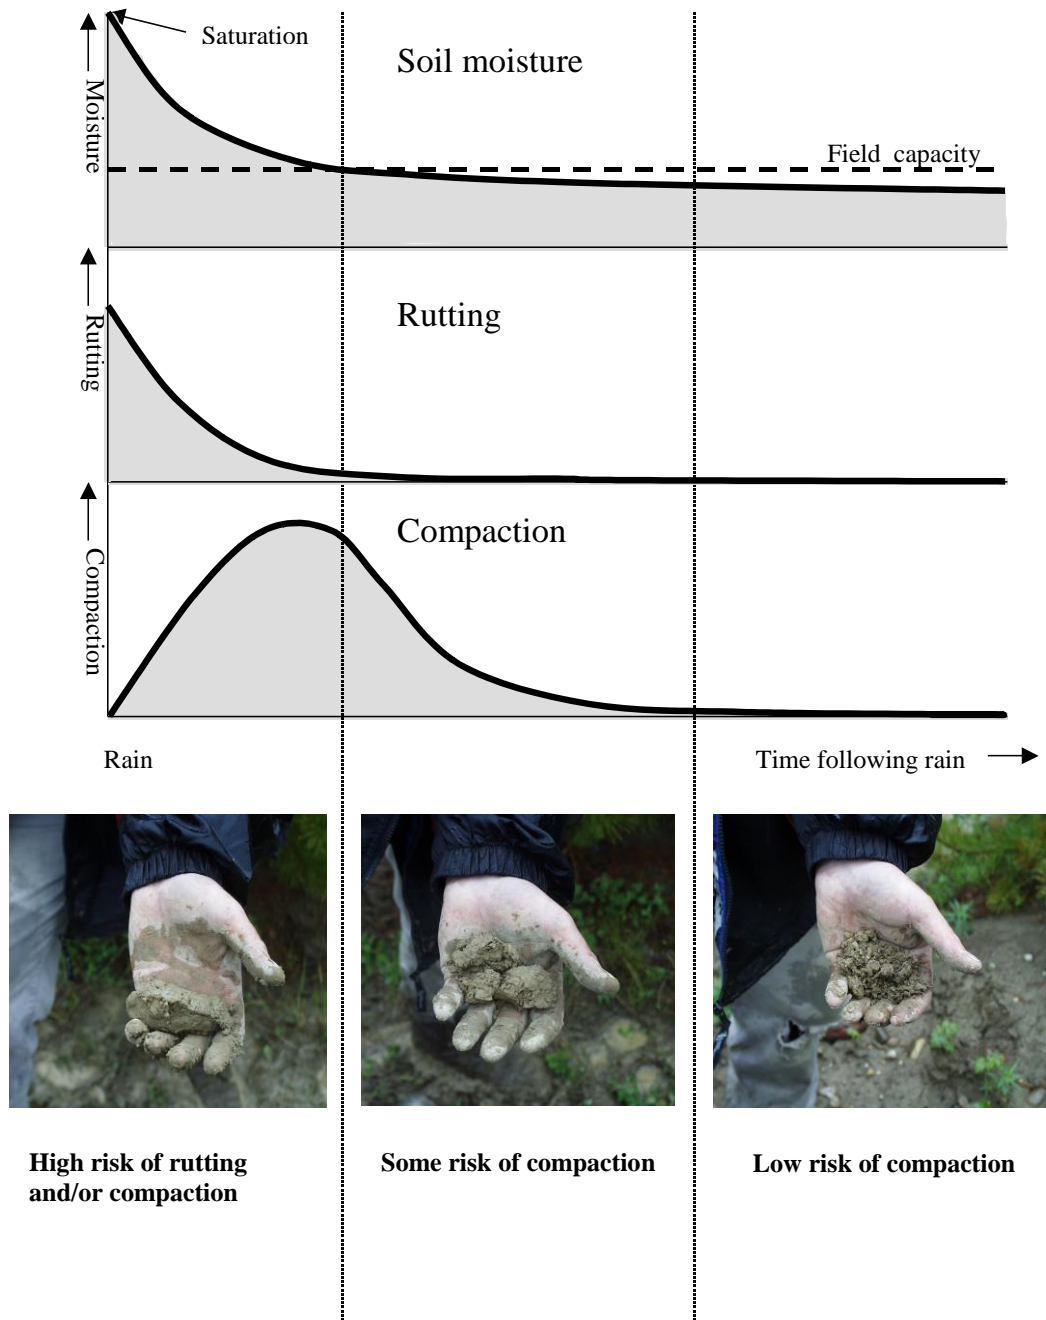 Saturation
Soil moisture
Moisture
Field capacity
Rutting
Rutting
Compaction
Compaction
Rain
Time following rain
High risk of rutting
and/or compaction
Some risk of compaction
Low risk of compaction